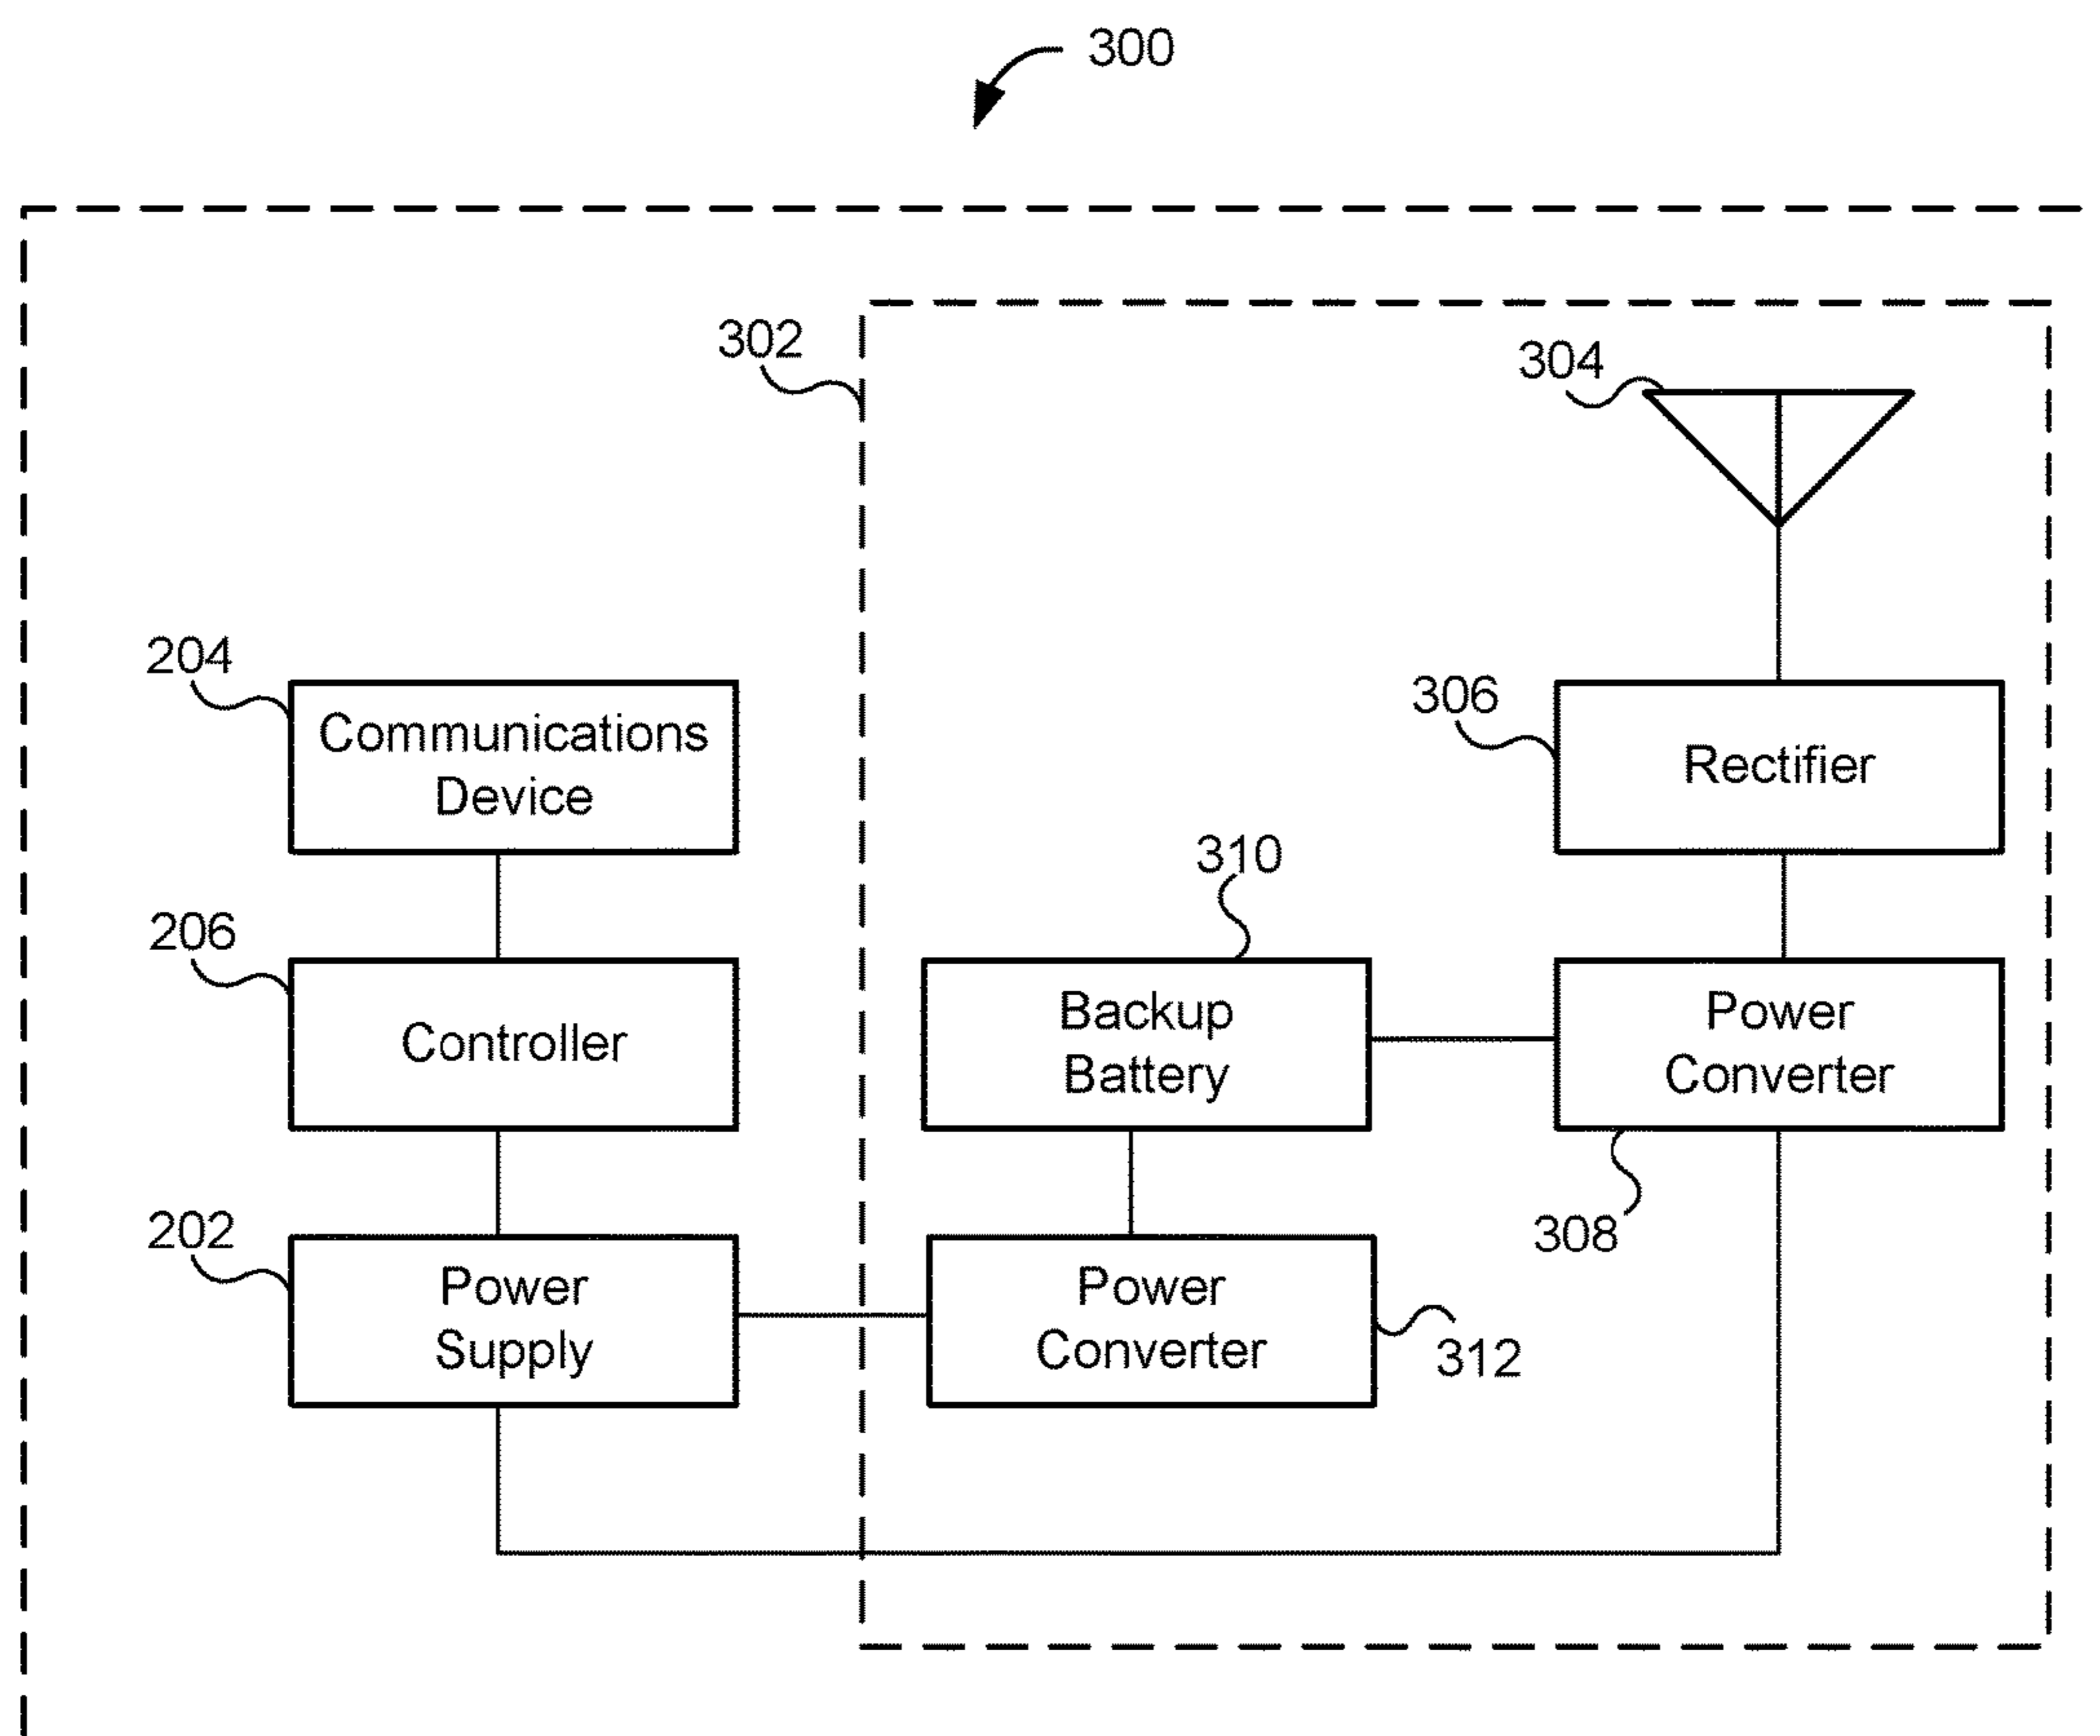 300
302
304
204
Communications
Device
306
Rectifier
310
206
Controller
Backup
Battery
Power
Converter
308
202
Power
Supply
Power
Converter
312